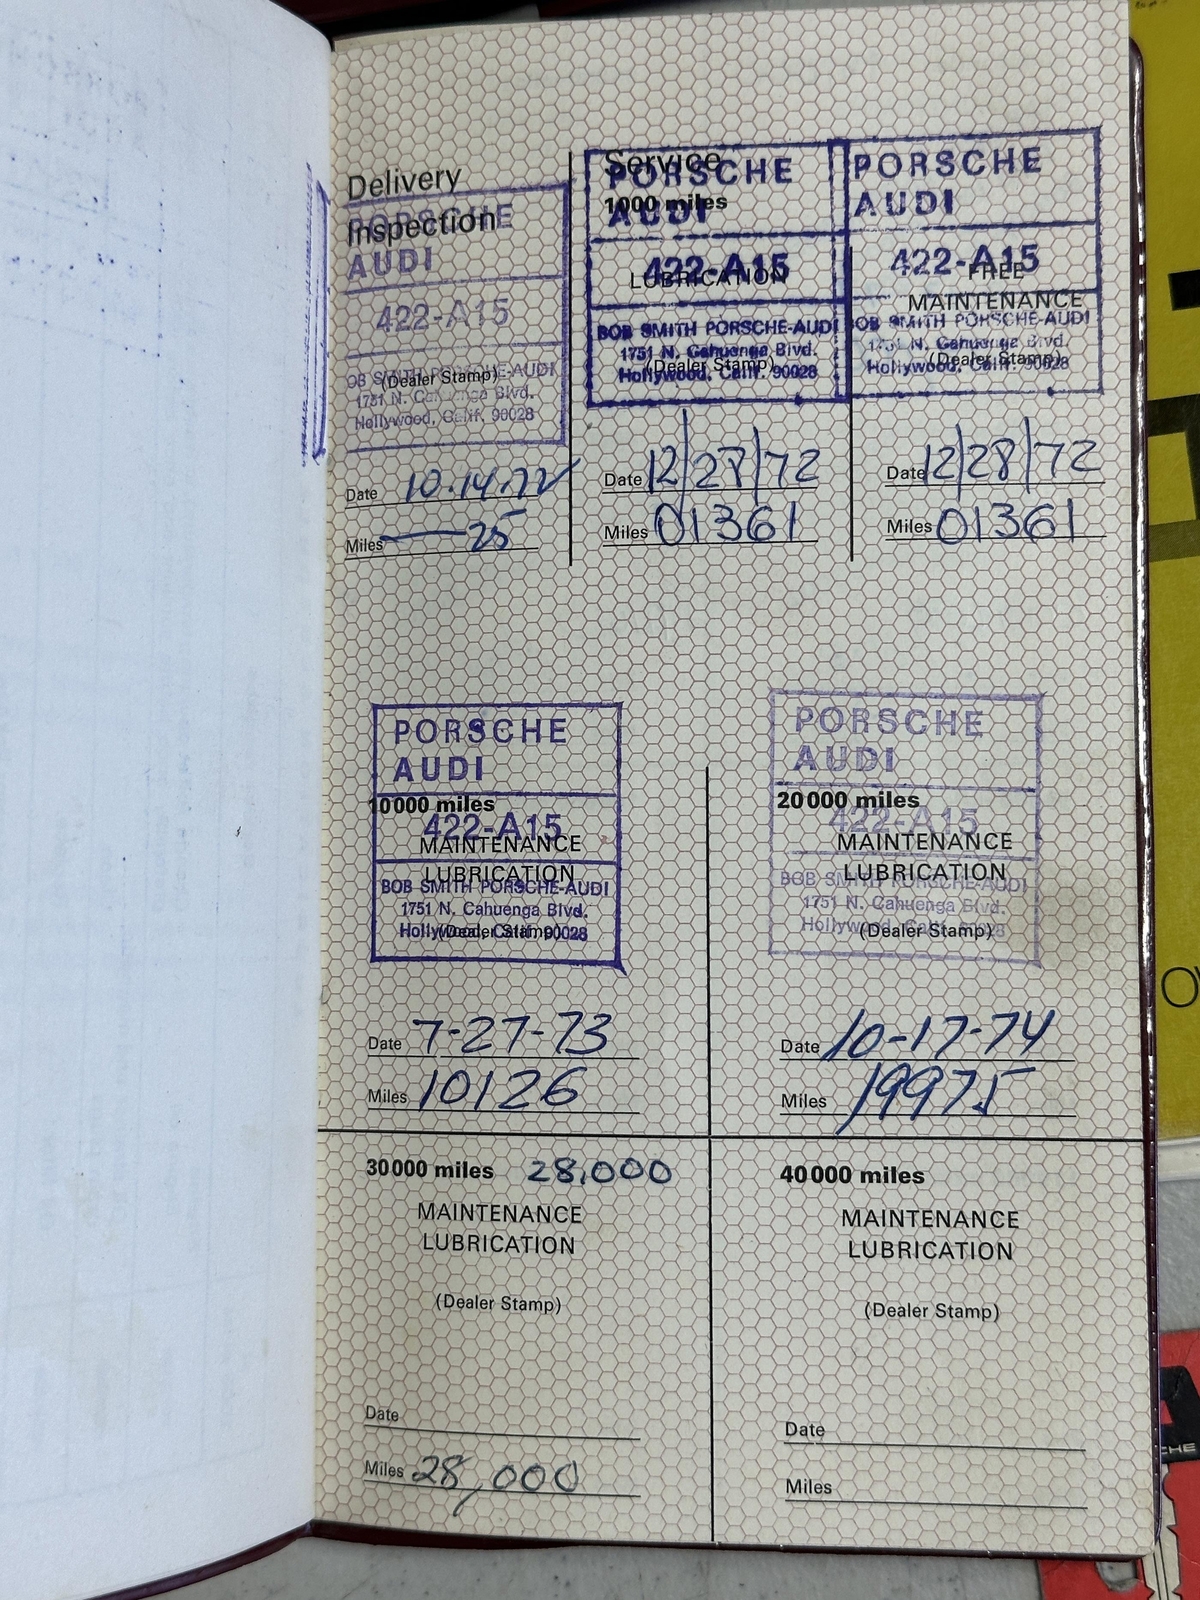 Delivery
Inspection
PORSCHE
AUDI
422-A15
(Dealer Stamp)
OB SMITH PORSCHE-AUDI
1751 N. Cahuenga Blvd.
Hollywood, Calif. 90028
Date 10.14.72
Miles 25
Service
1000 miles
PORSCHE
AUDI
422-A15
LUBRICATION
BOB SMITH PORSCHE-AUDI
1751 N. Cahuenga Blvd.
(Dealer Stamp)
Hollywood, Calif. 90028
Date 12/27/72
Miles 01361
PORSCHE
AUDI
422-A15
FREE
MAINTENANCE
OB SMITH PORSCHE-AUDI
1751 N. Cahuenga Blvd.
(Dealer Stamp)
Hollywood, Calif. 90028
Date 12/28/72
Miles 01361
PORSCHE
AUDI
10000 miles
422-A15
MAINTENANCE
LUBRICATION
BOB SMITH PORSCHE-AUDI
1751 N. Cahuenga Blvd.
Hollywood, Calif. 90028
(Dealer Stamp)
Date 7-27-73
Miles 10126
PORSCHE
AUDI
20000 miles
422-A15
MAINTENANCE
LUBRICATION
BOB SMITH PORSCHE-AUDI
1751 N. Cahuenga Blvd.
Hollywood, Calif. 90028
(Dealer Stamp)
Date 10-17-74
Miles 19975
30000 miles 28,000
MAINTENANCE
LUBRICATION
(Dealer Stamp)
Date
Miles 28,000
40000 miles
MAINTENANCE
LUBRICATION
(Dealer Stamp)
Date
Miles